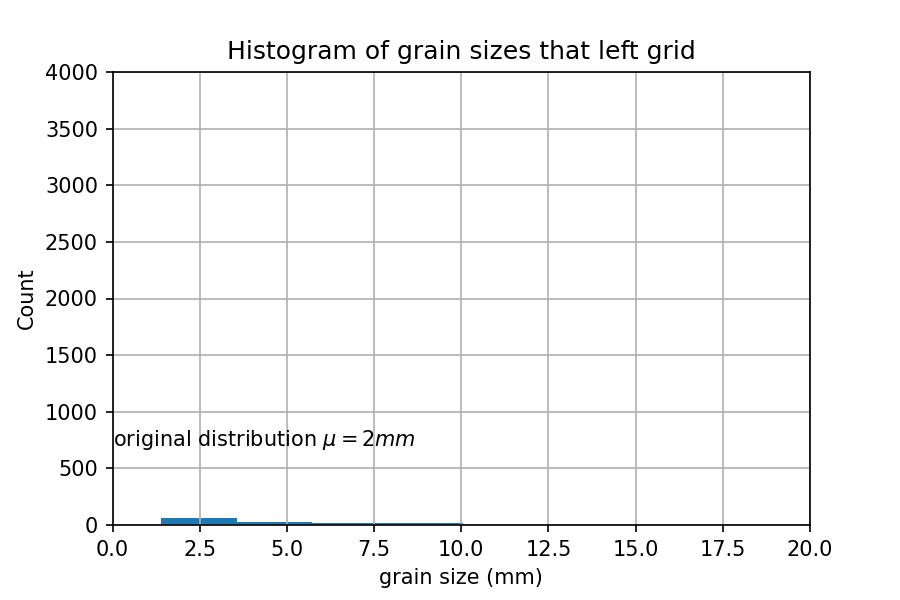 Histogram of grain sizes that left grid
4000
3500
3000
2500
2000
1500
1000
500
0
Count
original distribution μ = 2mm
0.0 2.5 5.0 7.5 10.0 12.5 15.0 17.5 20.0
grain size (mm)